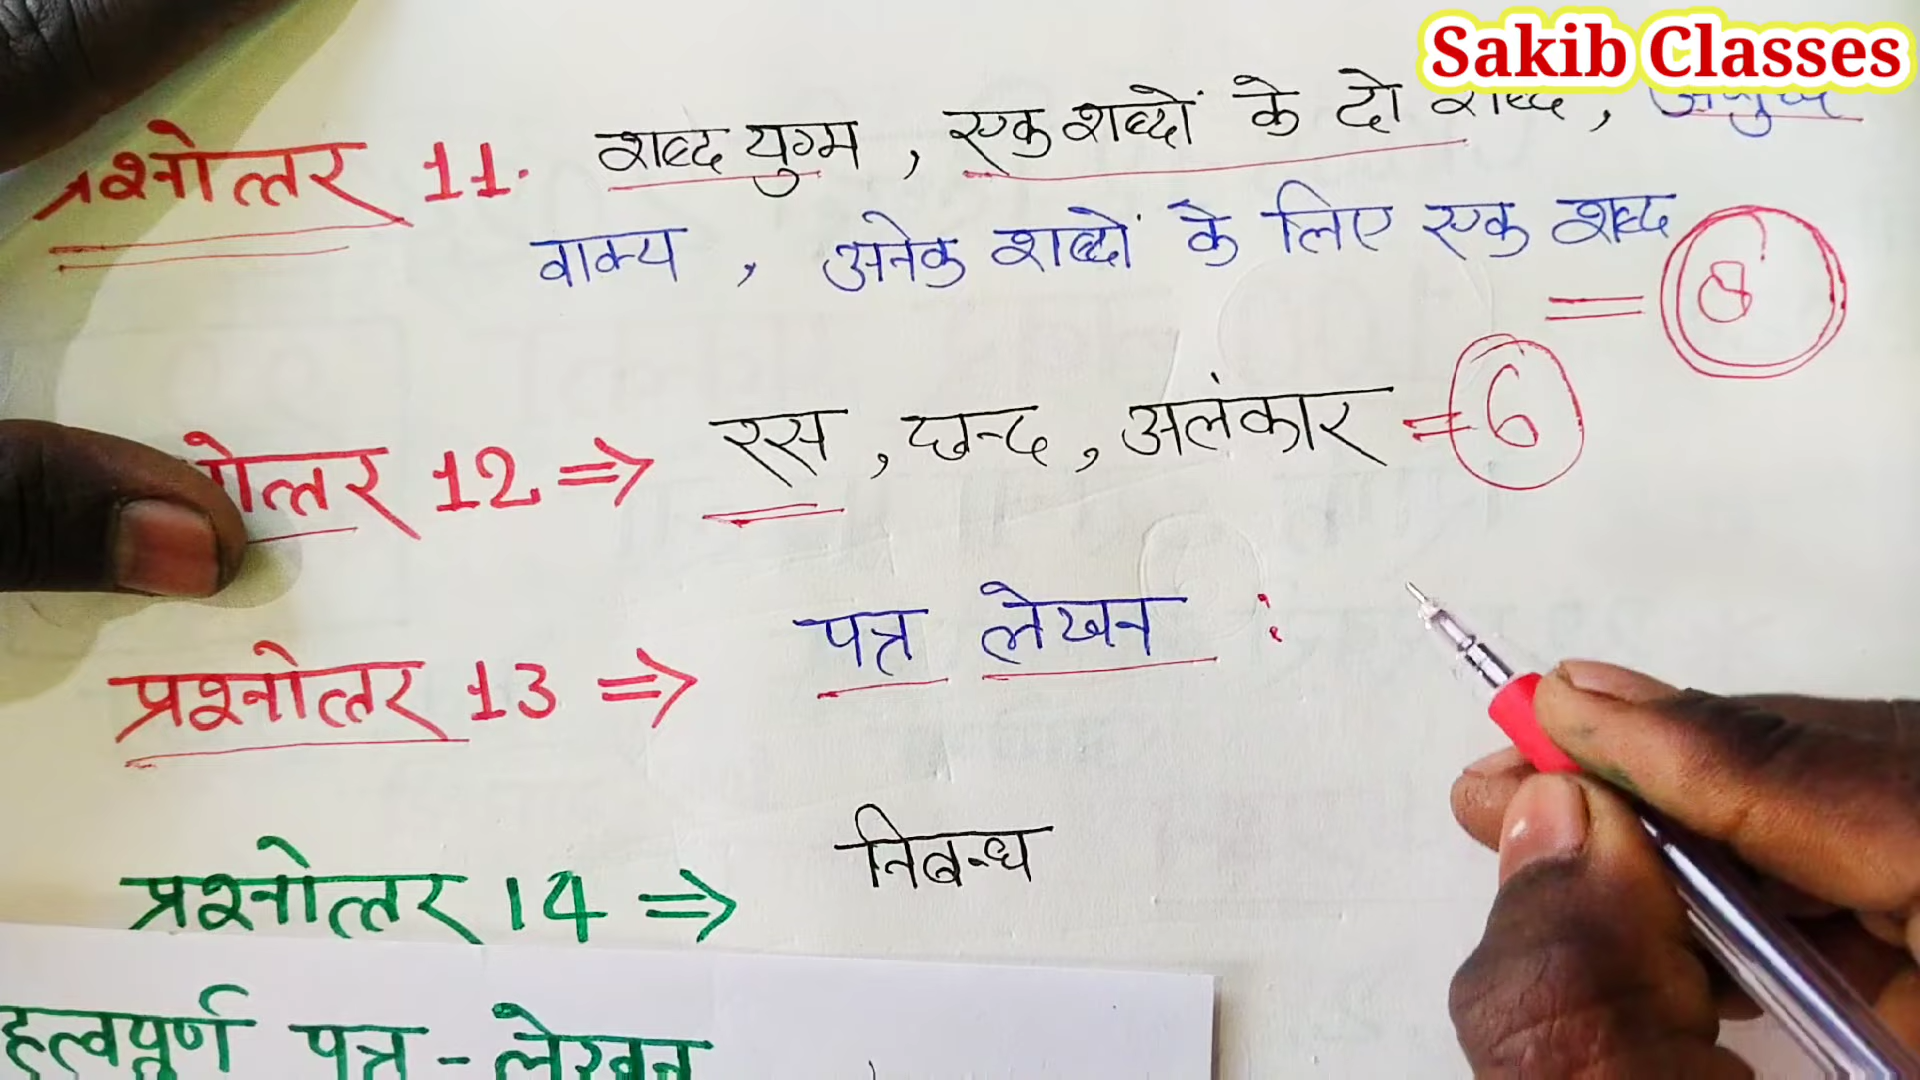 Sakib Classes
प्रश्नोत्तर 11. शब्द युग्म, एक शब्दों के दो शब्द,
वाक्य, अनेक शब्दों के लिए एक शब्द
= 8
नोत्तर 12 ⇒ रस, छन्द, अलंकार = 6
प्रश्नोत्तर 13 ⇒ पत्र लेखन :
प्रश्नोत्तर 14 ⇒ निबन्ध
हत्वपूर्ण पत्र - लेखन